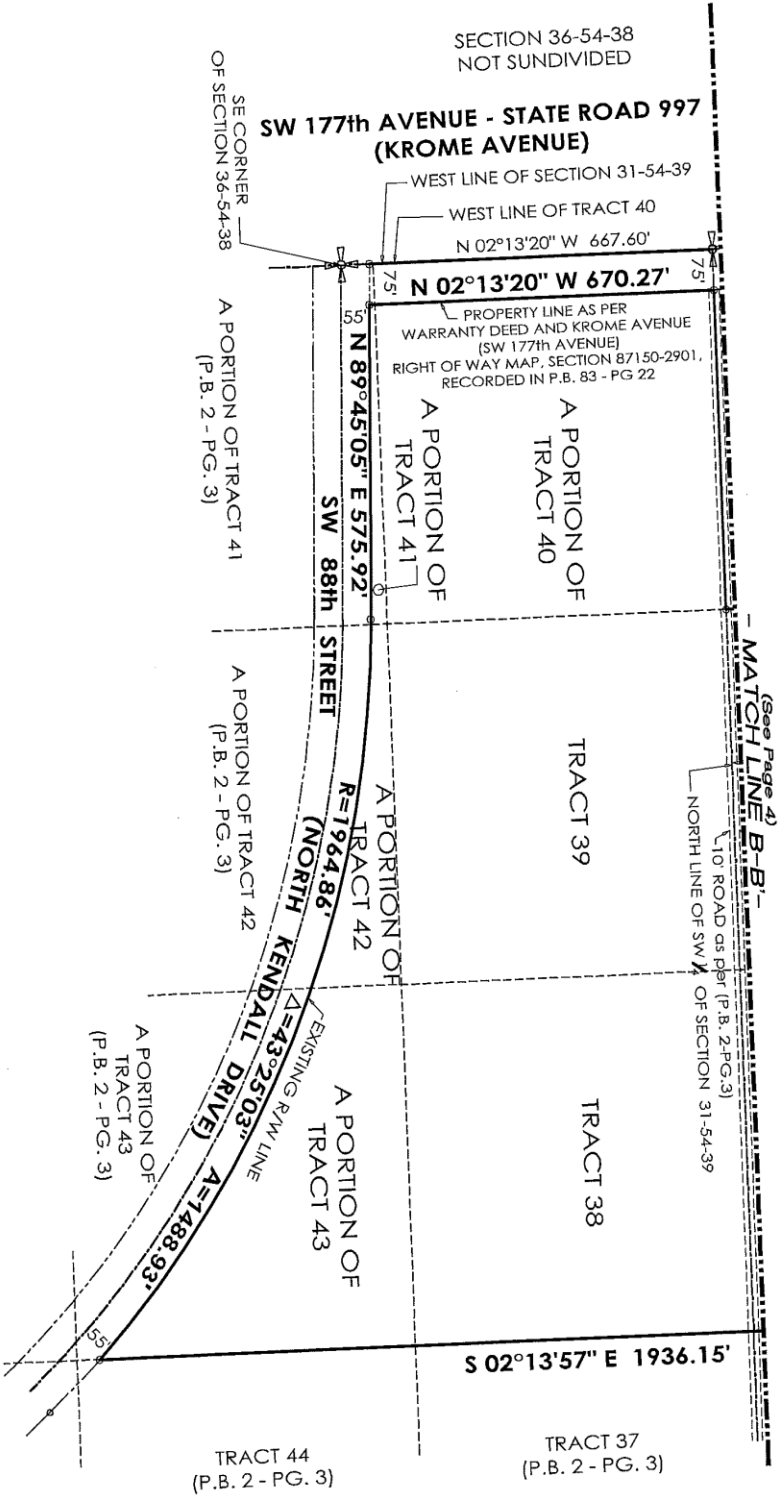 SECTION 36-54-38
NOT SUNDIVIDED
SW 177th AVENUE - STATE ROAD 997
(KROME AVENUE)
SE CORNER
OF SECTION 36-54-38
WEST LINE OF SECTION 31-54-39
WEST LINE OF TRACT 40
N 02°13'20" W 667.60'
75'
N 02°13'20" W 670.27'
75'
55'
PROPERTY LINE AS PER
WARRANTY DEED AND KROME AVENUE
(SW 177th AVENUE)
RIGHT OF WAY MAP, SECTION 87150-2901,
RECORDED IN P.B. 83 - PG 22
N 89°45'05" E 575.92'
A PORTION OF TRACT 41
(P.B. 2 - PG. 3)
A PORTION OF
TRACT 41
A PORTION OF
TRACT 40
SW 88th STREET
(NORTH KENDALL DRIVE)
(See Page 4)
- MATCH LINE B-B'-
10' ROAD as per (P.B. 2-PG.3)
NORTH LINE OF SW ¼ OF SECTION 31-54-39
TRACT 39
A PORTION OF
TRACT 42
R=1964.86'
A PORTION OF TRACT 42
(P.B. 2 - PG. 3)
Δ=43°25'03"
A=1488.93'
EXISTING R/W LINE
A PORTION OF
TRACT 43
(P.B. 2 - PG. 3)
A PORTION OF
TRACT 43
TRACT 38
55'
S 02°13'57" E 1936.15'
TRACT 44
(P.B. 2 - PG. 3)
TRACT 37
(P.B. 2 - PG. 3)